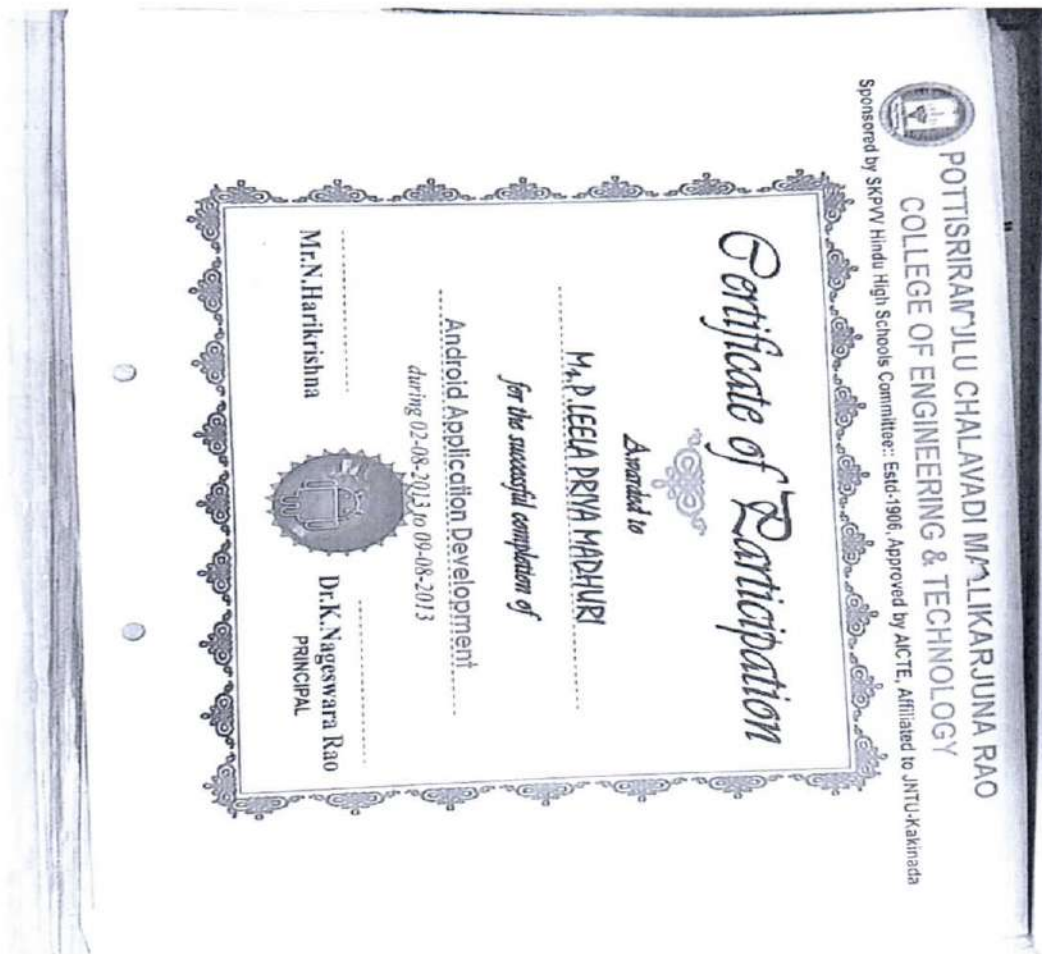 POTTISRIRAMULU CHALAVADI MALLIKARJUNA RAO
COLLEGE OF ENGINEERING & TECHNOLOGY
Sponsored by SKPVV Hindu High Schools Committee:: Estd-1906, Approved by AICTE, Affiliated to JNTU-Kakinada
Certificate of Participation
Awarded to
Ms.P.LEELA PRIYA MADHURI
for the successful completion of
Android Application Development
during 02-08-2013 to 09-08-2013
Mr.N.Harikrishna
Dr.K.Nageswara Rao
PRINCIPAL